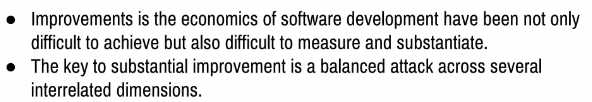 ● Improvements is the economics of software development have been not only
difficult to achieve but also difficult to measure and substantiate.
● The key to substantial improvement is a balanced attack across several
interrelated dimensions.